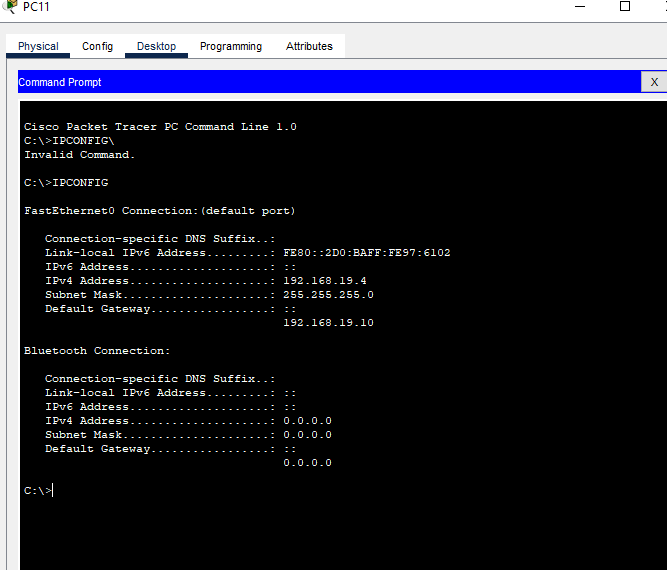 PC11
Physical Config Desktop Programming Attributes
Command Prompt X
Cisco Packet Tracer PC Command Line 1.0
C:\>IPCONFIG\
Invalid Command.
C:\>IPCONFIG
FastEthernet0 Connection:(default port)
Connection-specific DNS Suffix..:
Link-local IPv6 Address.........: FE80::2D0:BAFF:FE97:6102
IPv6 Address....................: ::
IPv4 Address....................: 192.168.19.4
Subnet Mask.....................: 255.255.255.0
Default Gateway.................: ::
192.168.19.10
Bluetooth Connection:
Connection-specific DNS Suffix..:
Link-local IPv6 Address.........: ::
IPv6 Address....................: ::
IPv4 Address....................: 0.0.0.0
Subnet Mask.....................: 0.0.0.0
Default Gateway.................: ::
0.0.0.0
C:\>